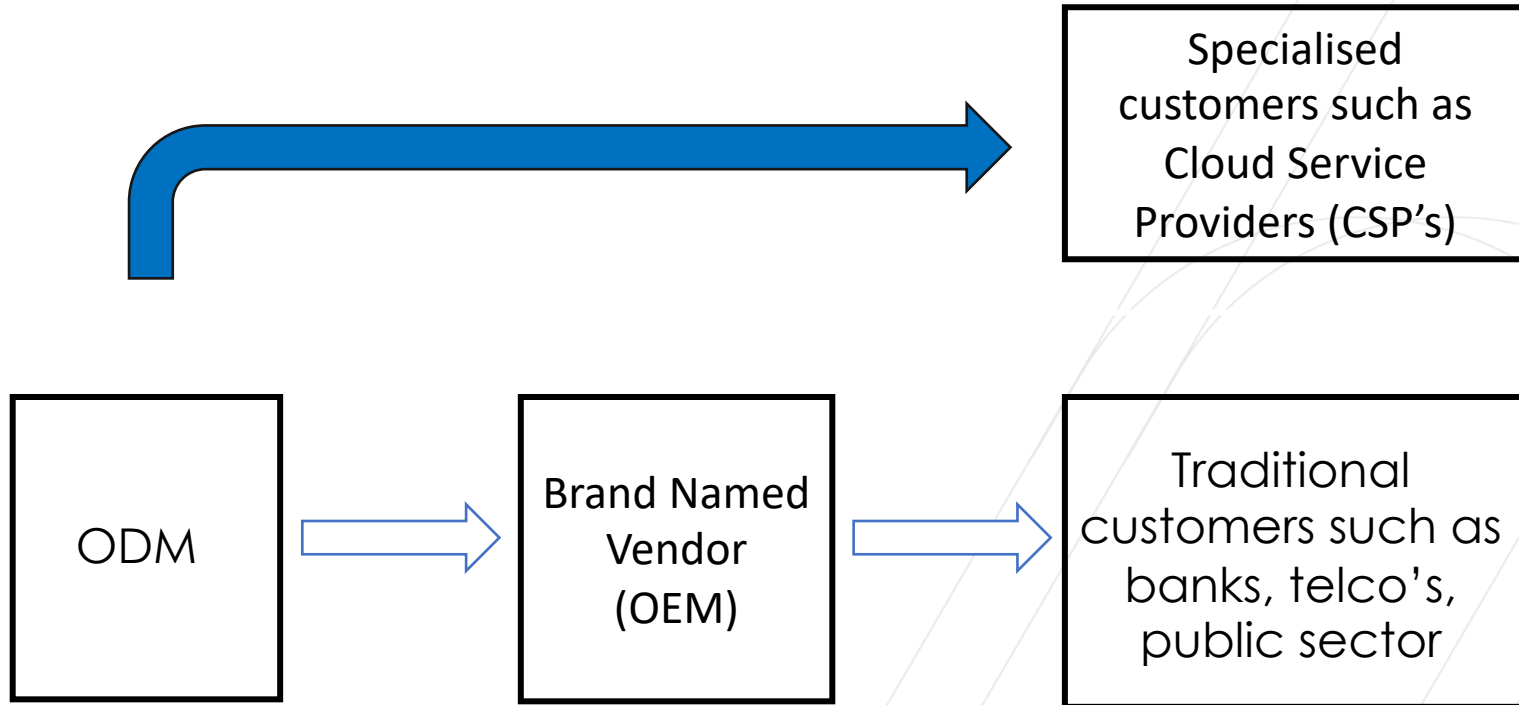 Specialised
customers such as
Cloud Service
Providers (CSP’s)
ODM
Brand Named
Vendor
(OEM)
Traditional
customers such as
banks, telco’s,
public sector